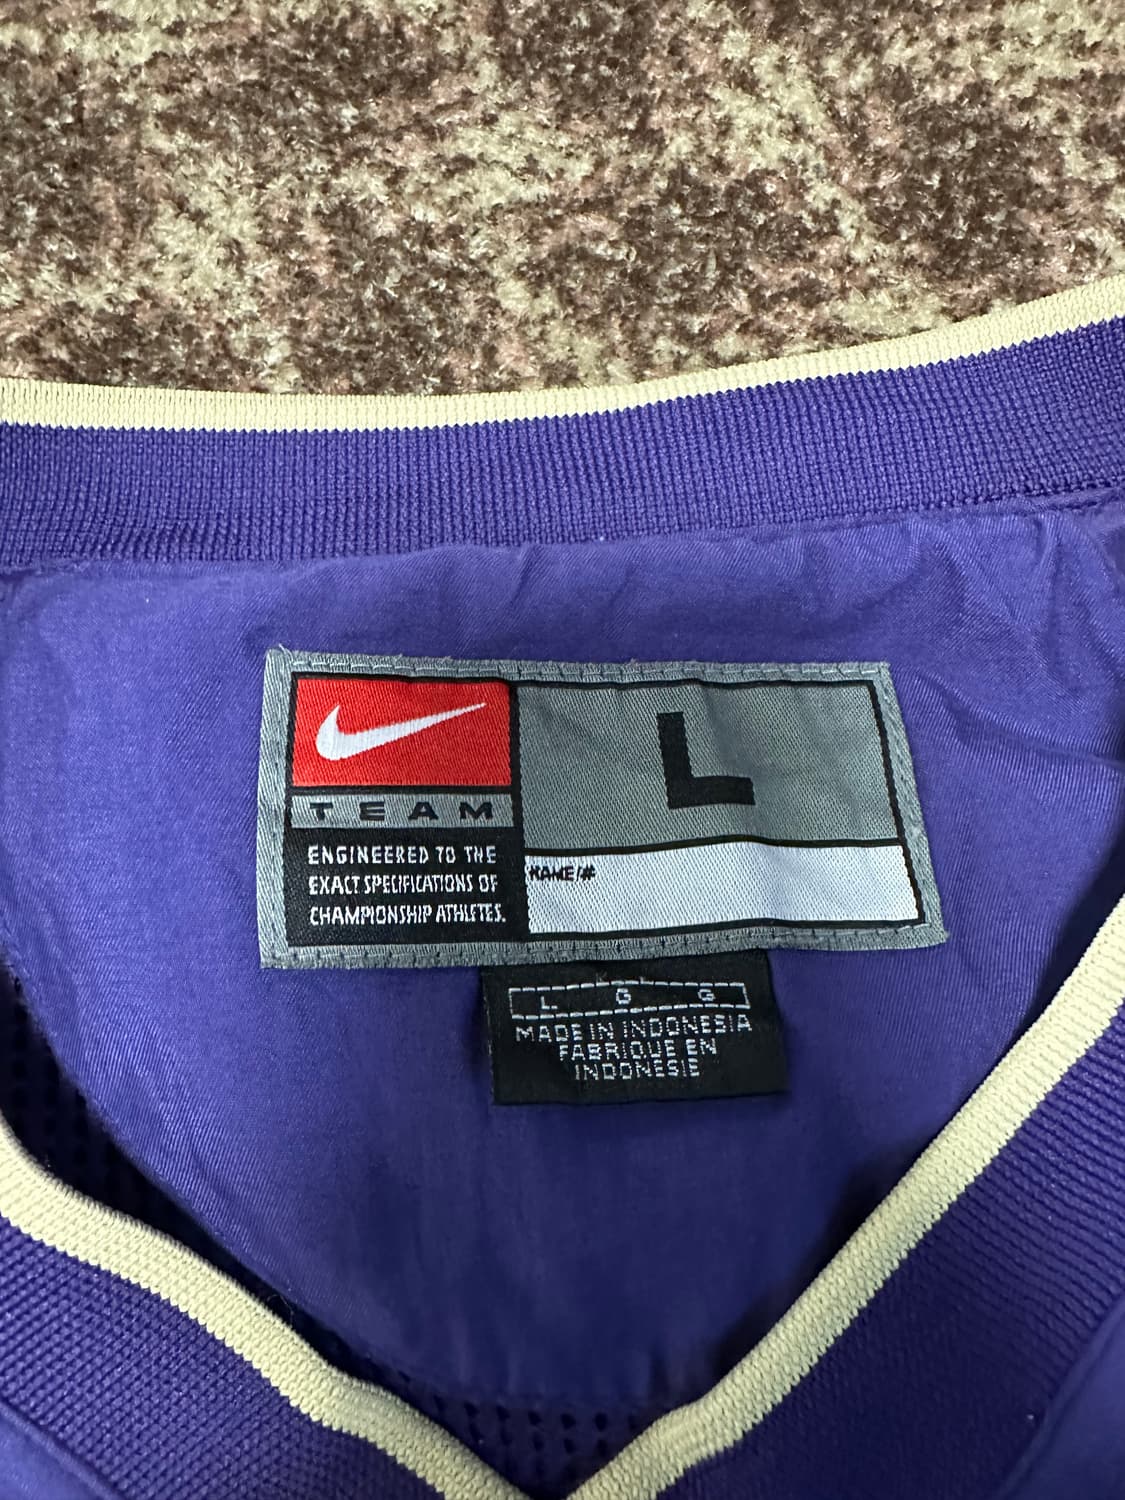 TEAM
ENGINEERED TO THE
EXACT SPECIFICATIONS OF
CHAMPIONSHIP ATHLETES.
L
NAME/#
L G G
MADE IN INDONESIA
FABRIQUE EN
INDONESIE